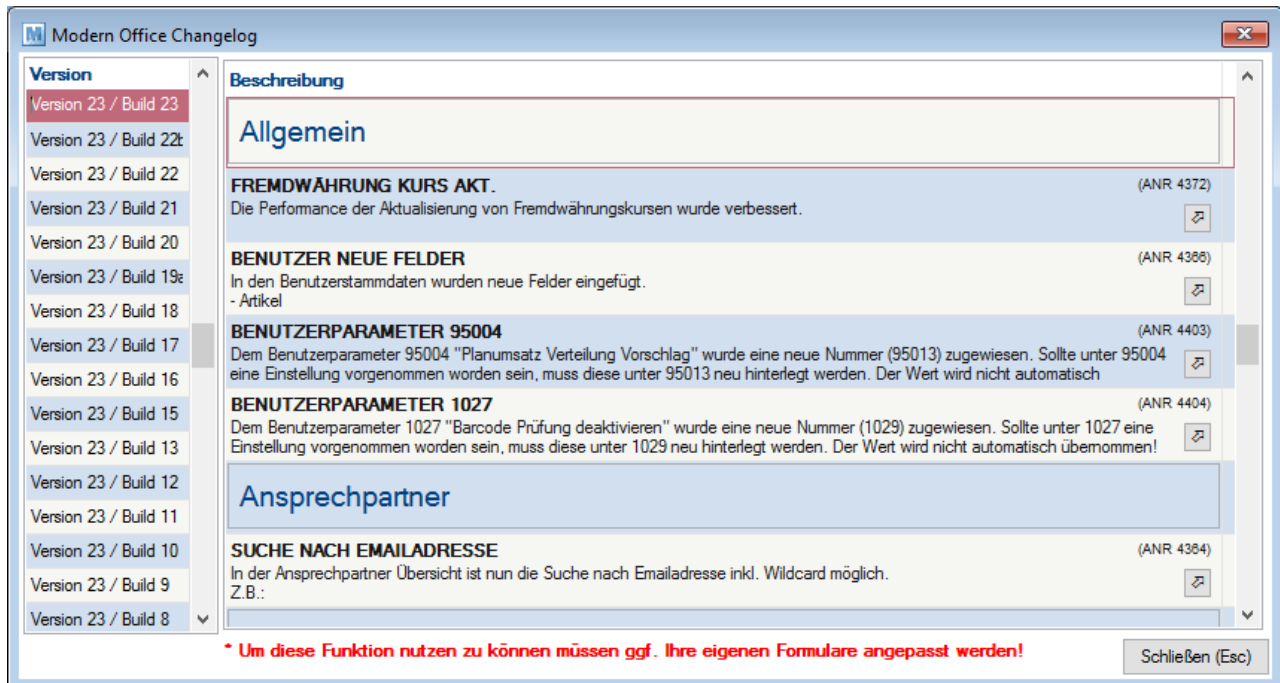 Modern Office Changelog
Version
Version 23 / Build 23
Version 23 / Build 22b
Version 23 / Build 22
Version 23 / Build 21
Version 23 / Build 20
Version 23 / Build 19a
Version 23 / Build 18
Version 23 / Build 17
Version 23 / Build 16
Version 23 / Build 15
Version 23 / Build 13
Version 23 / Build 12
Version 23 / Build 11
Version 23 / Build 10
Version 23 / Build 9
Version 23 / Build 8
Beschreibung
Allgemein
FREMDWÄHRUNG KURS AKT. (ANR 4372)
Die Performance der Aktualisierung von Fremdwährungskursen wurde verbessert.
BENUTZER NEUE FELDER (ANR 4366)
In den Benutzerstammdaten wurden neue Felder eingefügt.
- Artikel
BENUTZERPARAMETER 95004 (ANR 4403)
Dem Benutzerparameter 95004 "Planumsatz Verteilung Vorschlag" wurde eine neue Nummer (95013) zugewiesen. Sollte unter 95004
eine Einstellung vorgenommen worden sein, muss diese unter 95013 neu hinterlegt werden. Der Wert wird nicht automatisch
BENUTZERPARAMETER 1027 (ANR 4404)
Dem Benutzerparameter 1027 "Barcode Prüfung deaktivieren" wurde eine neue Nummer (1029) zugewiesen. Sollte unter 1027 eine
Einstellung vorgenommen worden sein, muss diese unter 1029 neu hinterlegt werden. Der Wert wird nicht automatisch übernommen!
Ansprechpartner
SUCHE NACH EMAILADRESSE (ANR 4364)
In der Ansprechpartner Übersicht ist nun die Suche nach Emailadresse inkl. Wildcard möglich.
Z.B.:
* Um diese Funktion nutzen zu können müssen ggf. Ihre eigenen Formulare angepasst werden!
Schließen (Esc)